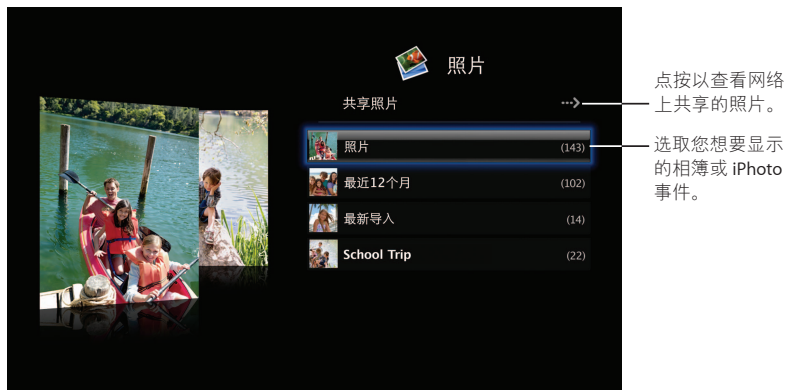 照片
共享照片
照片 (143)
最近12个月 (102)
最新导入 (14)
School Trip (22)
点按以查看网络
上共享的照片。
选取您想要显示
的相簿或 iPhoto
事件。